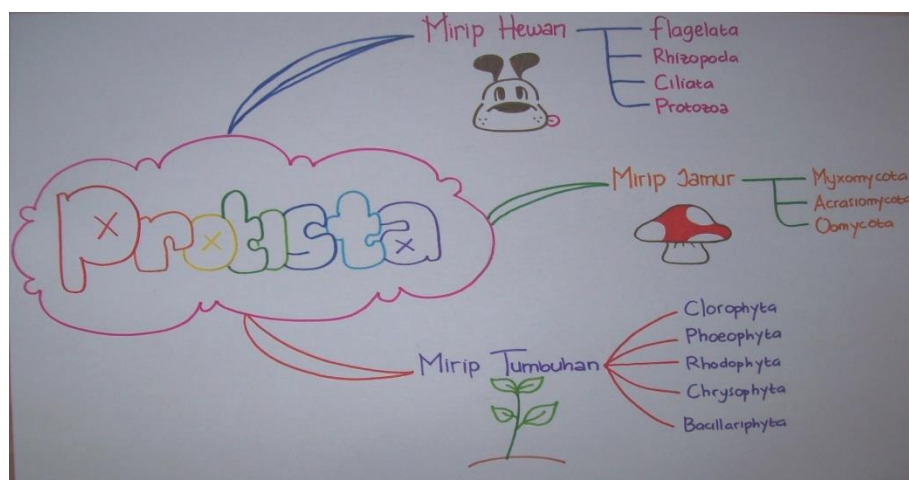 Protista
Mirip Hewan
flagelata
Rhizopoda
Ciliata
Protozoa
Mirip Jamur
Myxomycota
Acrasiomycota
Oomycota
Mirip Tumbuhan
Clorophyta
Phoeophyta
Rhodophyta
Chrysophyta
Bacillariphyta